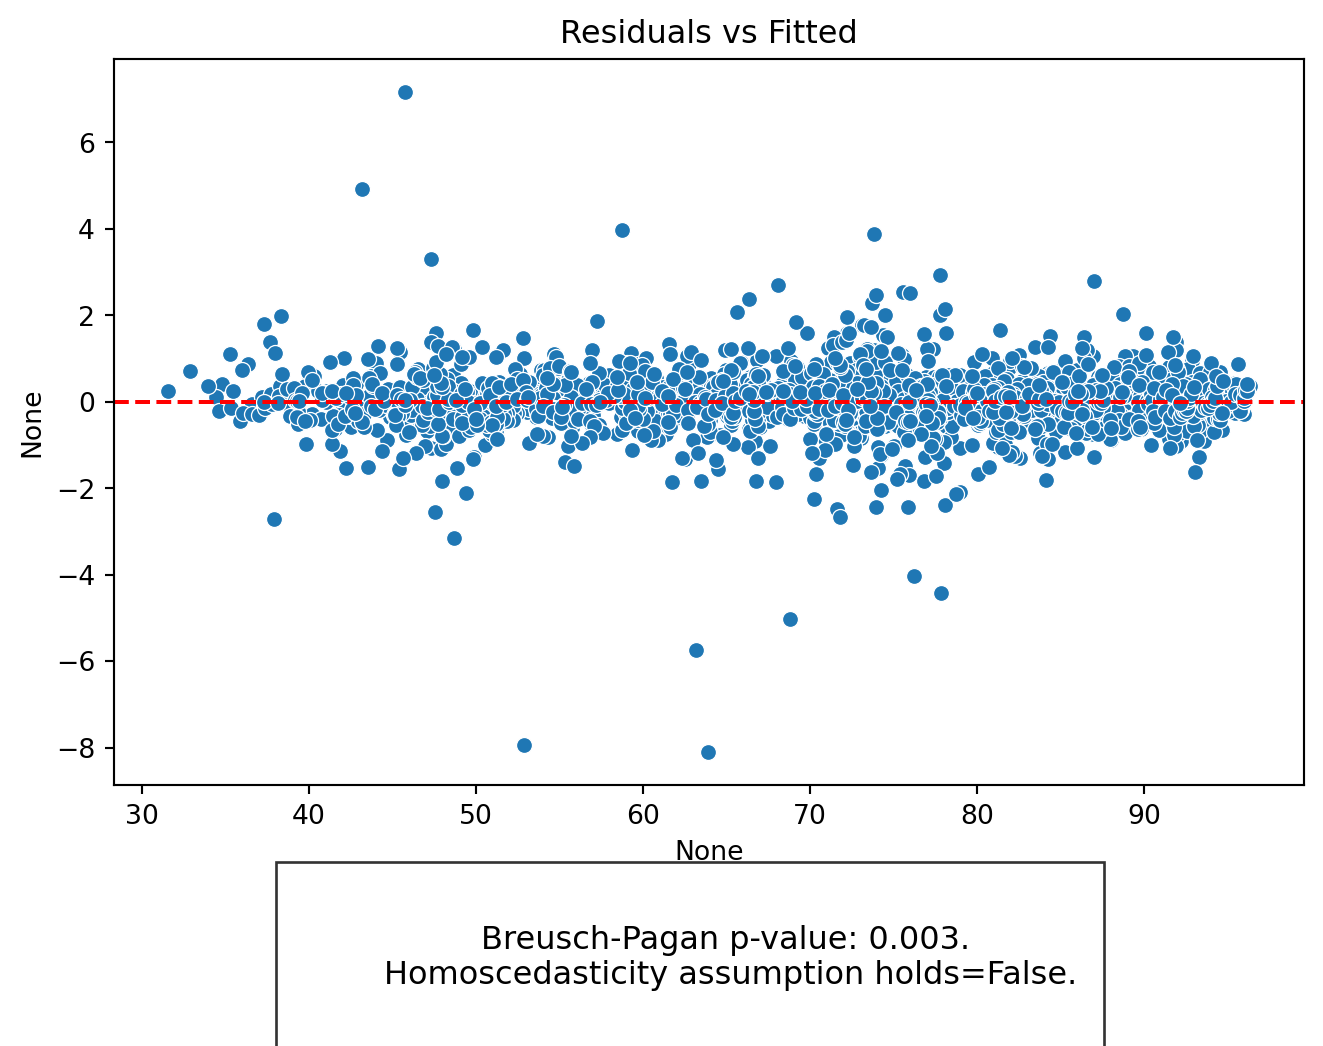 Residuals vs Fitted
6
4
2
0
−2
−4
−6
−8
None
30 40 50 60 70 80 90
None
Breusch-Pagan p-value: 0.003.
Homoscedasticity assumption holds=False.